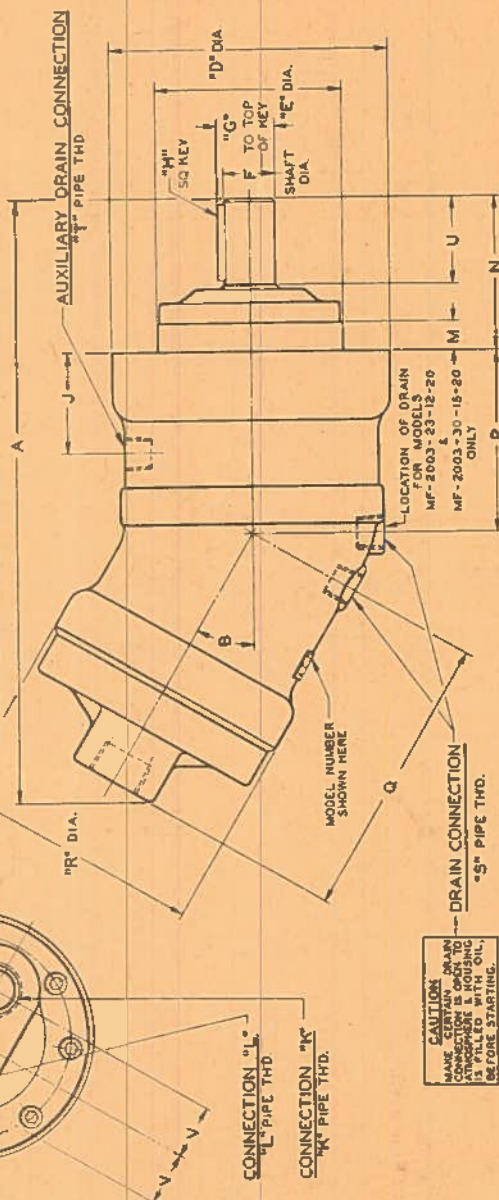 AUXILIARY DRAIN CONNECTION
"T" PIPE THD
A
J
"H"
SQ KEY
"G"
TO TOP
OF KEY
F
SHAFT
DIA.
"E" DIA.
"D" DIA.
B
"R" DIA.
M
U
N
P
Q
LOCATION OF DRAIN
FOR MODELS
MF-2003-23-12-20
&
MF-2003-30-15-20
ONLY
MODEL NUMBER
SHOWN HERE
DRAIN CONNECTION
"S" PIPE THD.
V
V
CONNECTION "L"
"L" PIPE THD.
CONNECTION "K"
"K" PIPE THD.
CAUTION
MAKE CERTAIN DRAIN
CONNECTION IS OPEN TO
ATMOSPHERE & HOUSING
IS FILLED WITH OIL,
BEFORE STARTING.